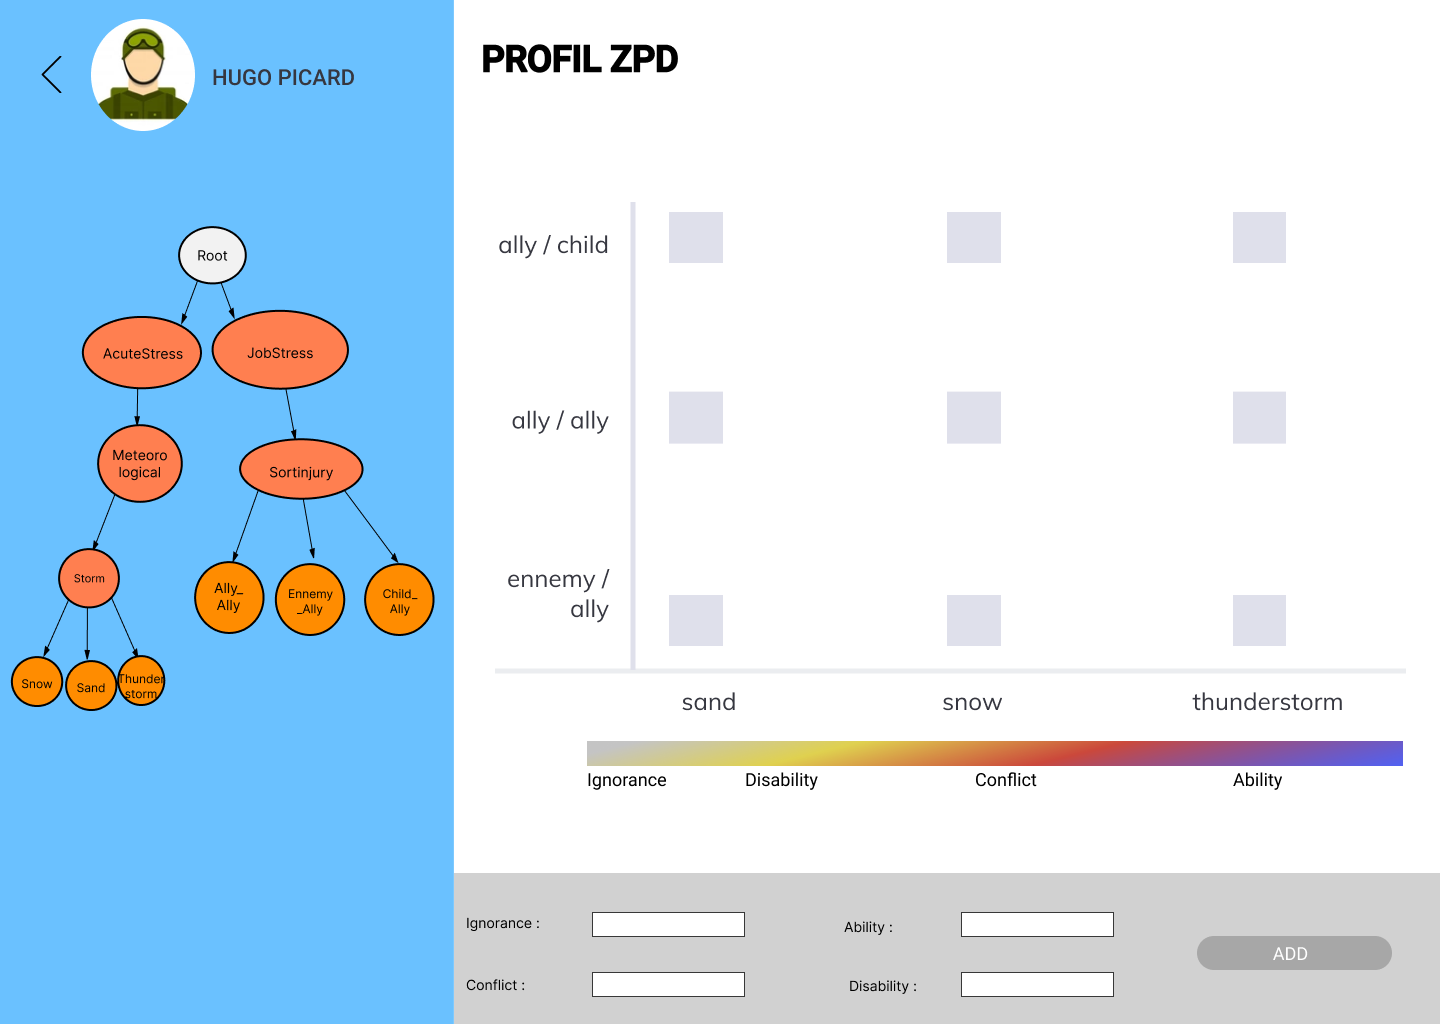 HUGO PICARD
Root
AcuteStress
JobStress
Meteoro
logical
Sortinjury
Storm
Ally_
Ally
Ennemy
_Ally
Child_
Ally
Snow
Sand
Thunder
storm
PROFIL ZPD
ally / child
ally / ally
ennemy /
ally
sand
snow
thunderstorm
Ignorance
Disability
Conflict
Ability
Ignorance :
Ability :
Conflict :
Disability :
ADD